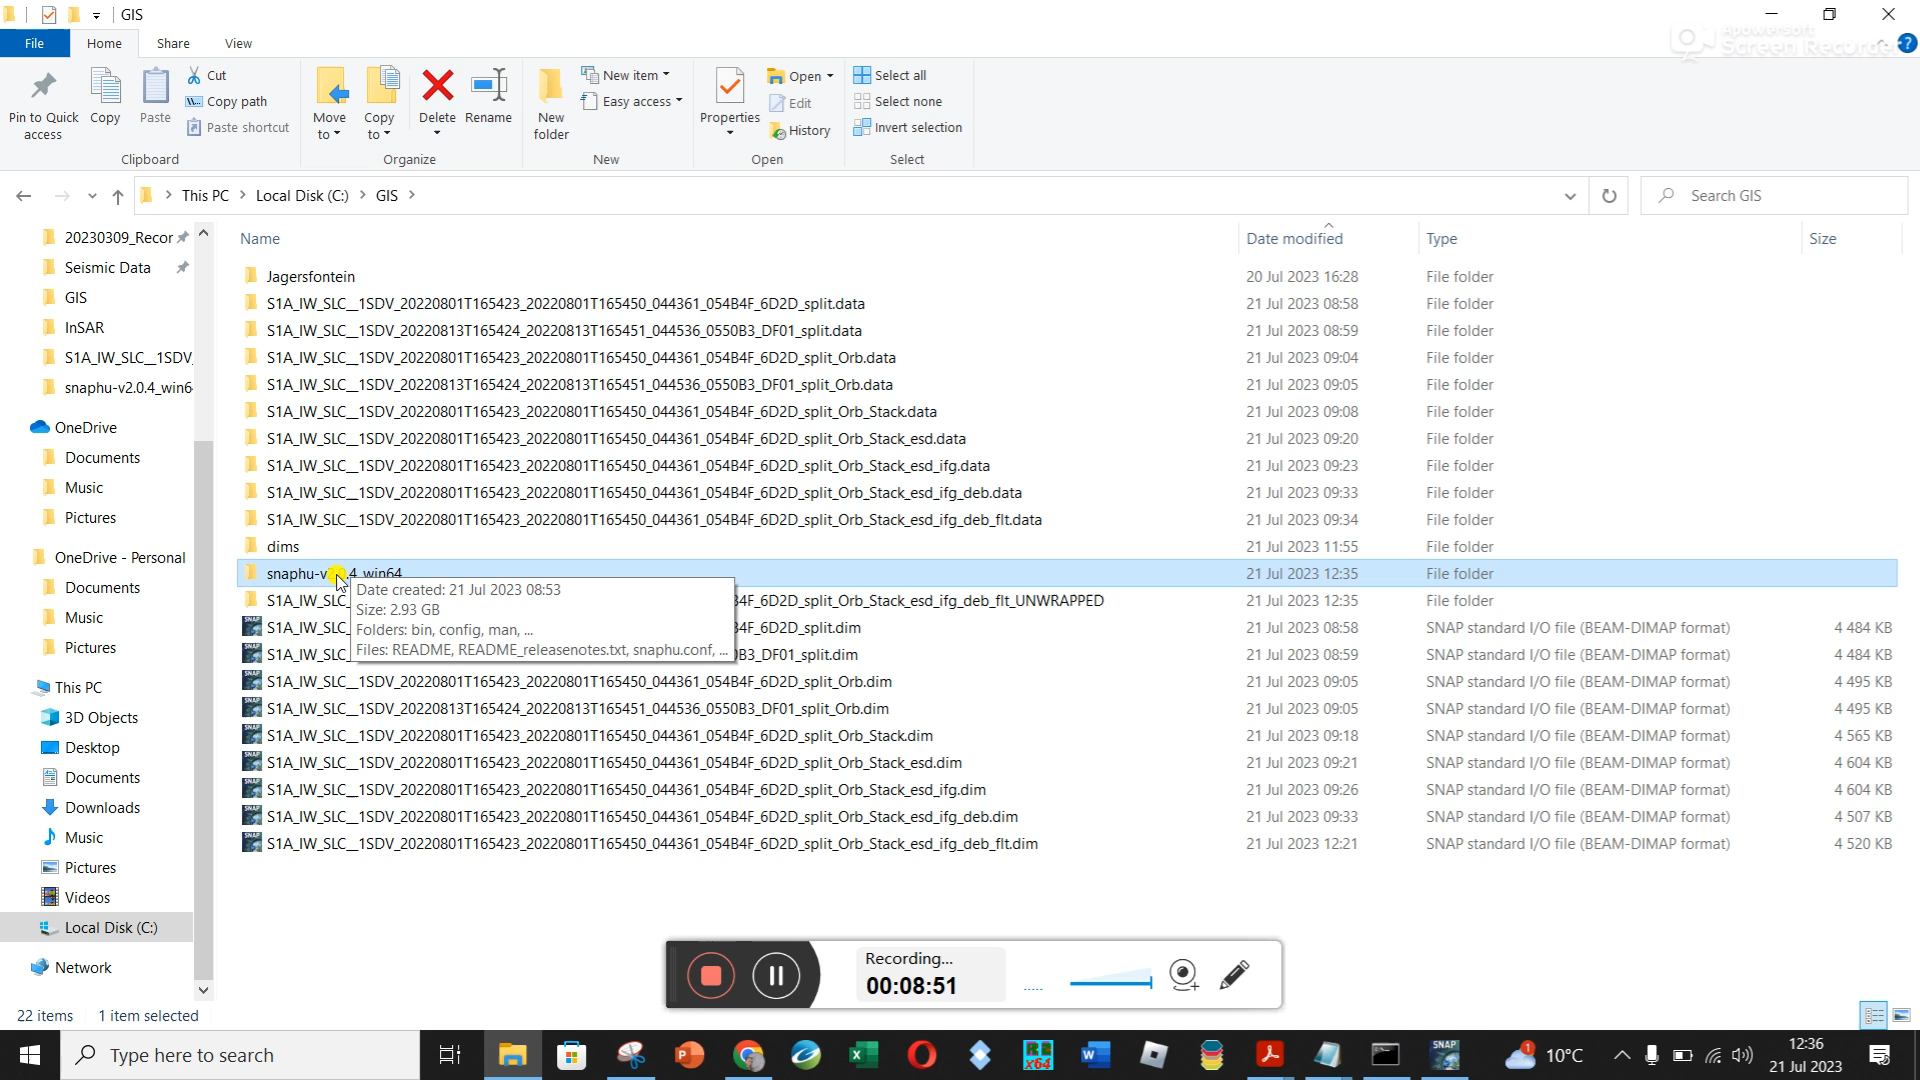 GIS
File Home Share View
Apowersoft
Screen Recorder
Pin to Quick access
Copy
Paste
Cut
Copy path
Paste shortcut
Move to
Copy to
Delete
Rename
New folder
New item
Easy access
Properties
Open
Edit
History
Select all
Select none
Invert selection
Clipboard Organize New Open Select
This PC > Local Disk (C:) > GIS >
Search GIS
20230309_Recor
Seismic Data
GIS
InSAR
S1A_IW_SLC__1SDV
snaphu-v2.0.4_win6
OneDrive
Documents
Music
Pictures
OneDrive - Personal
Documents
Music
Pictures
This PC
3D Objects
Desktop
Documents
Downloads
Music
Pictures
Videos
Local Disk (C:)
Network
Name Date modified Type Size
Jagersfontein 20 Jul 2023 16:28 File folder
S1A_IW_SLC__1SDV_20220801T165423_20220801T165450_044361_054B4F_6D2D_split.data 21 Jul 2023 08:58 File folder
S1A_IW_SLC__1SDV_20220813T165424_20220813T165451_044536_0550B3_DF01_split.data 21 Jul 2023 08:59 File folder
S1A_IW_SLC__1SDV_20220801T165423_20220801T165450_044361_054B4F_6D2D_split_Orb.data 21 Jul 2023 09:04 File folder
S1A_IW_SLC__1SDV_20220813T165424_20220813T165451_044536_0550B3_DF01_split_Orb.data 21 Jul 2023 09:05 File folder
S1A_IW_SLC__1SDV_20220801T165423_20220801T165450_044361_054B4F_6D2D_split_Orb_Stack.data 21 Jul 2023 09:08 File folder
S1A_IW_SLC__1SDV_20220801T165423_20220801T165450_044361_054B4F_6D2D_split_Orb_Stack_esd.data 21 Jul 2023 09:20 File folder
S1A_IW_SLC__1SDV_20220801T165423_20220801T165450_044361_054B4F_6D2D_split_Orb_Stack_esd_ifg.data 21 Jul 2023 09:23 File folder
S1A_IW_SLC__1SDV_20220801T165423_20220801T165450_044361_054B4F_6D2D_split_Orb_Stack_esd_ifg_deb.data 21 Jul 2023 09:33 File folder
S1A_IW_SLC__1SDV_20220801T165423_20220801T165450_044361_054B4F_6D2D_split_Orb_Stack_esd_ifg_deb_flt.data 21 Jul 2023 09:34 File folder
dims 21 Jul 2023 11:55 File folder
snaphu-v2.0.4_win64 21 Jul 2023 12:35 File folder
S1A_IW_SLC_ B4F_6D2D_split_Orb_Stack_esd_ifg_deb_flt_UNWRAPPED 21 Jul 2023 12:35 File folder
S1A_IW_SLC_ B4F_6D2D_split.dim 21 Jul 2023 08:58 SNAP standard I/O file (BEAM-DIMAP format) 4 484 KB
S1A_IW_SLC_ 0B3_DF01_split.dim 21 Jul 2023 08:59 SNAP standard I/O file (BEAM-DIMAP format) 4 484 KB
Date created: 21 Jul 2023 08:53
Size: 2.93 GB
Folders: bin, config, man, ...
Files: README, README_releasenotes.txt, snaphu.conf, ...
S1A_IW_SLC__1SDV_20220801T165423_20220801T165450_044361_054B4F_6D2D_split_Orb.dim 21 Jul 2023 09:05 SNAP standard I/O file (BEAM-DIMAP format) 4 495 KB
S1A_IW_SLC__1SDV_20220813T165424_20220813T165451_044536_0550B3_DF01_split_Orb.dim 21 Jul 2023 09:05 SNAP standard I/O file (BEAM-DIMAP format) 4 495 KB
S1A_IW_SLC__1SDV_20220801T165423_20220801T165450_044361_054B4F_6D2D_split_Orb_Stack.dim 21 Jul 2023 09:18 SNAP standard I/O file (BEAM-DIMAP format) 4 565 KB
S1A_IW_SLC__1SDV_20220801T165423_20220801T165450_044361_054B4F_6D2D_split_Orb_Stack_esd.dim 21 Jul 2023 09:21 SNAP standard I/O file (BEAM-DIMAP format) 4 604 KB
S1A_IW_SLC__1SDV_20220801T165423_20220801T165450_044361_054B4F_6D2D_split_Orb_Stack_esd_ifg.dim 21 Jul 2023 09:26 SNAP standard I/O file (BEAM-DIMAP format) 4 604 KB
S1A_IW_SLC__1SDV_20220801T165423_20220801T165450_044361_054B4F_6D2D_split_Orb_Stack_esd_ifg_deb.dim 21 Jul 2023 09:33 SNAP standard I/O file (BEAM-DIMAP format) 4 507 KB
S1A_IW_SLC__1SDV_20220801T165423_20220801T165450_044361_054B4F_6D2D_split_Orb_Stack_esd_ifg_deb_flt.dim 21 Jul 2023 12:21 SNAP standard I/O file (BEAM-DIMAP format) 4 520 KB
Recording...
00:08:51
22 items 1 item selected
Type here to search
10°C
12:36
21 Jul 2023